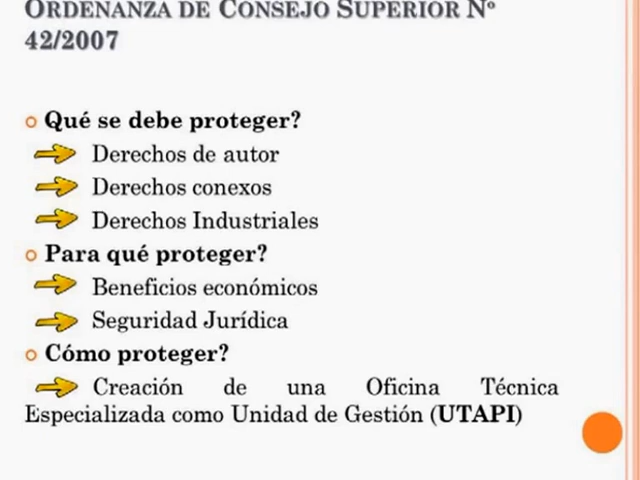 ORDENANZA DE CONSEJO SUPERIOR Nº
42/2007
Qué se debe proteger?
Derechos de autor
Derechos conexos
Derechos Industriales
Para qué proteger?
Beneficios económicos
Seguridad Jurídica
Cómo proteger?
Creación de una Oficina Técnica
Especializada como Unidad de Gestión (UTAPI)